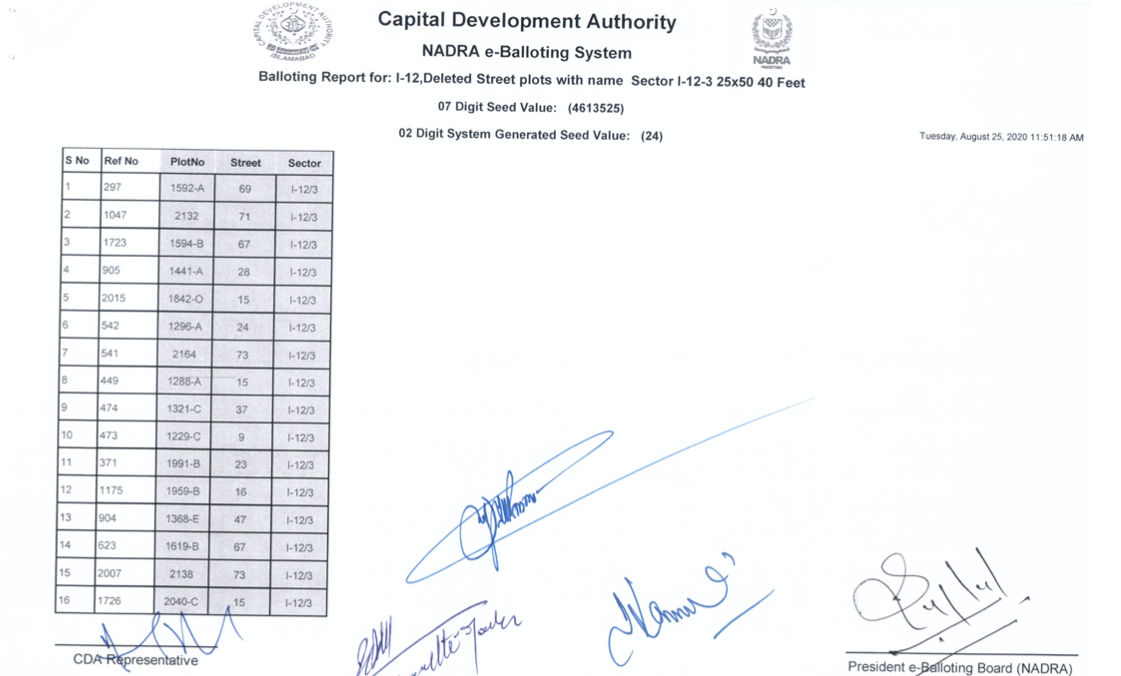 Capital Development Authority
NADRA e-Balloting System
Balloting Report for: I-12,Deleted Street plots with name Sector I-12-3 25x50 40 Feet
07 Digit Seed Value: (4613525)
02 Digit System Generated Seed Value: (24)
Tuesday, August 25, 2020 11:51:18 AM
CAPITAL DEVELOPMENT AUTHORITY
ISLAMABAD
NADRA
S No Ref No PlotNo Street Sector
1 297 1592-A 69 I-12/3
2 1047 2132 71 I-12/3
3 1723 1594-B 67 I-12/3
4 905 1441-A 28 I-12/3
5 2015 1842-O 15 I-12/3
6 542 1296-A 24 I-12/3
7 541 2164 73 I-12/3
8 449 1288-A 15 I-12/3
9 474 1321-C 37 I-12/3
10 473 1229-C 9 I-12/3
11 371 1991-B 23 I-12/3
12 1175 1959-B 16 I-12/3
13 904 1368-E 47 I-12/3
14 623 1619-B 67 I-12/3
15 2007 2138 73 I-12/3
16 1726 2040-C 15 I-12/3
CDA Representative
President e-Balloting Board (NADRA)